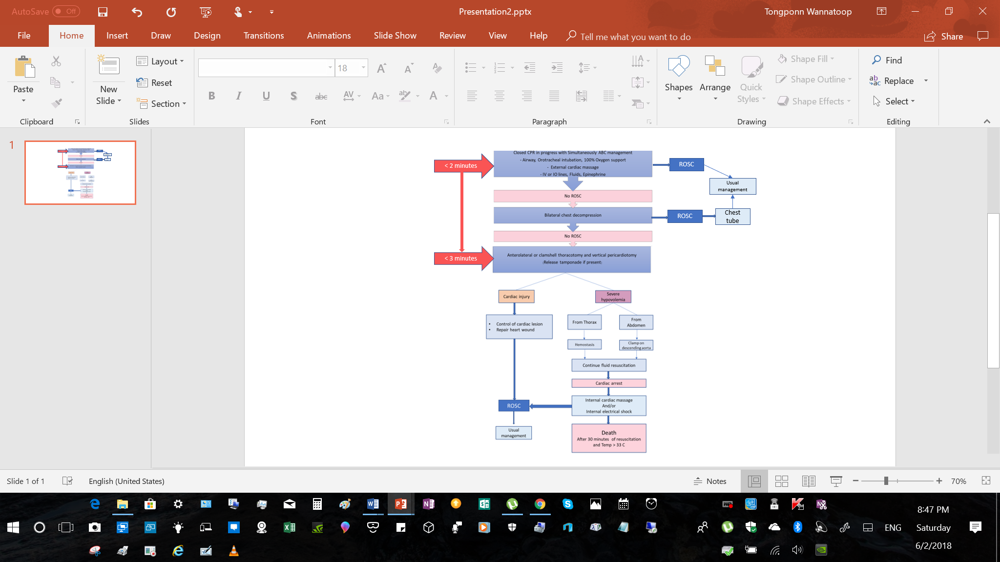 AutoSave Off
Presentation2.pptx
Tongponn Wannatoop
File Home Insert Draw Design Transitions Animations Slide Show Review View Help Tell me what you want to do Share
Paste
New Slide
Layout
Reset
Section
18
B I U S abc AV Aa A
Shapes
Arrange
Quick Styles
Shape Fill
Shape Outline
Shape Effects
Find
Replace
Select
Clipboard Slides Font Paragraph Drawing Editing
1
Closed CPR in progress with Simultaneously ABC management
- Airway, Orotracheal intubation, 100% Oxygen support
- External cardiac massage
- IV or IO lines, Fluids, Epinephrine
< 2 minutes
ROSC
Usual
management
No ROSC
Bilateral chest decompression
ROSC
Chest
tube
No ROSC
< 3 minutes
Anterolateral or clamshell thoracotomy and vertical pericardiotomy
(Release tamponade if present)
Cardiac injury
Severe
hypovolemia
• Control of cardiac lesion
• Repair heart wound
From Thorax
From
Abdomen
Hemostasis
Clamp on
descending aorta
Continue fluid resuscitation
Cardiac arrest
Internal cardiac massage
And/or
Internal electrical shock
ROSC
Usual
management
Death
After 30 minutes of resuscitation
and Temp > 33 C
Slide 1 of 1
English (United States)
Notes
70%
ENG
8:47 PM
Saturday
6/2/2018